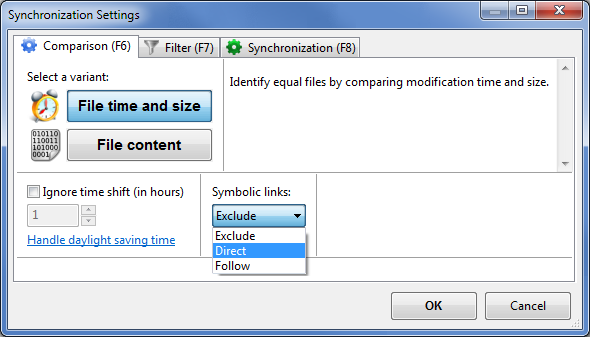 Synchronization Settings
Comparison (F6)
Filter (F7)
Synchronization (F8)
Select a variant:
File time and size
010110
110011
101000
0001
File content
Identify equal files by comparing modification time and size.
Ignore time shift (in hours)
1
Handle daylight saving time
Symbolic links:
Exclude
Exclude
Direct
Follow
OK
Cancel